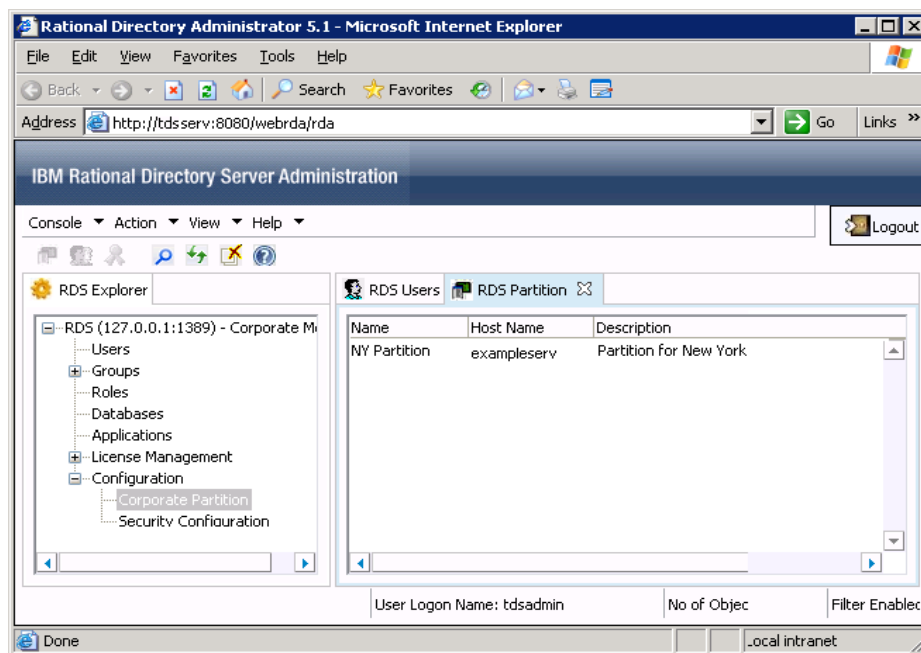 Rational Directory Administrator 5.1 - Microsoft Internet Explorer
File Edit View Favorites Tools Help
Back Search Favorites
Address http://tdsserv:8080/webrda/rda Go Links »
IBM Rational Directory Server Administration
Console Action View Help Logout
RDS Explorer
RDS Users RDS Partition
RDS (127.0.0.1:1389) - Corporate M
Users
Groups
Roles
Databases
Applications
License Management
Configuration
Corporate Partition
Security Configuration
Name Host Name Description
NY Partition exampleserv Partition for New York
User Logon Name: tdsadmin No of Objec Filter Enabled
Done Local intranet